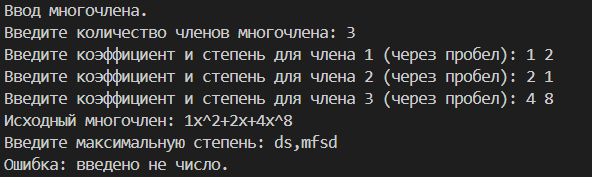 Ввод многочлена.
Введите количество членов многочлена: 3
Введите коэффициент и степень для члена 1 (через пробел): 1 2
Введите коэффициент и степень для члена 2 (через пробел): 2 1
Введите коэффициент и степень для члена 3 (через пробел): 4 8
Исходный многочлен: 1x^2+2x+4x^8
Введите максимальную степень: ds,mfsd
Ошибка: введено не число.